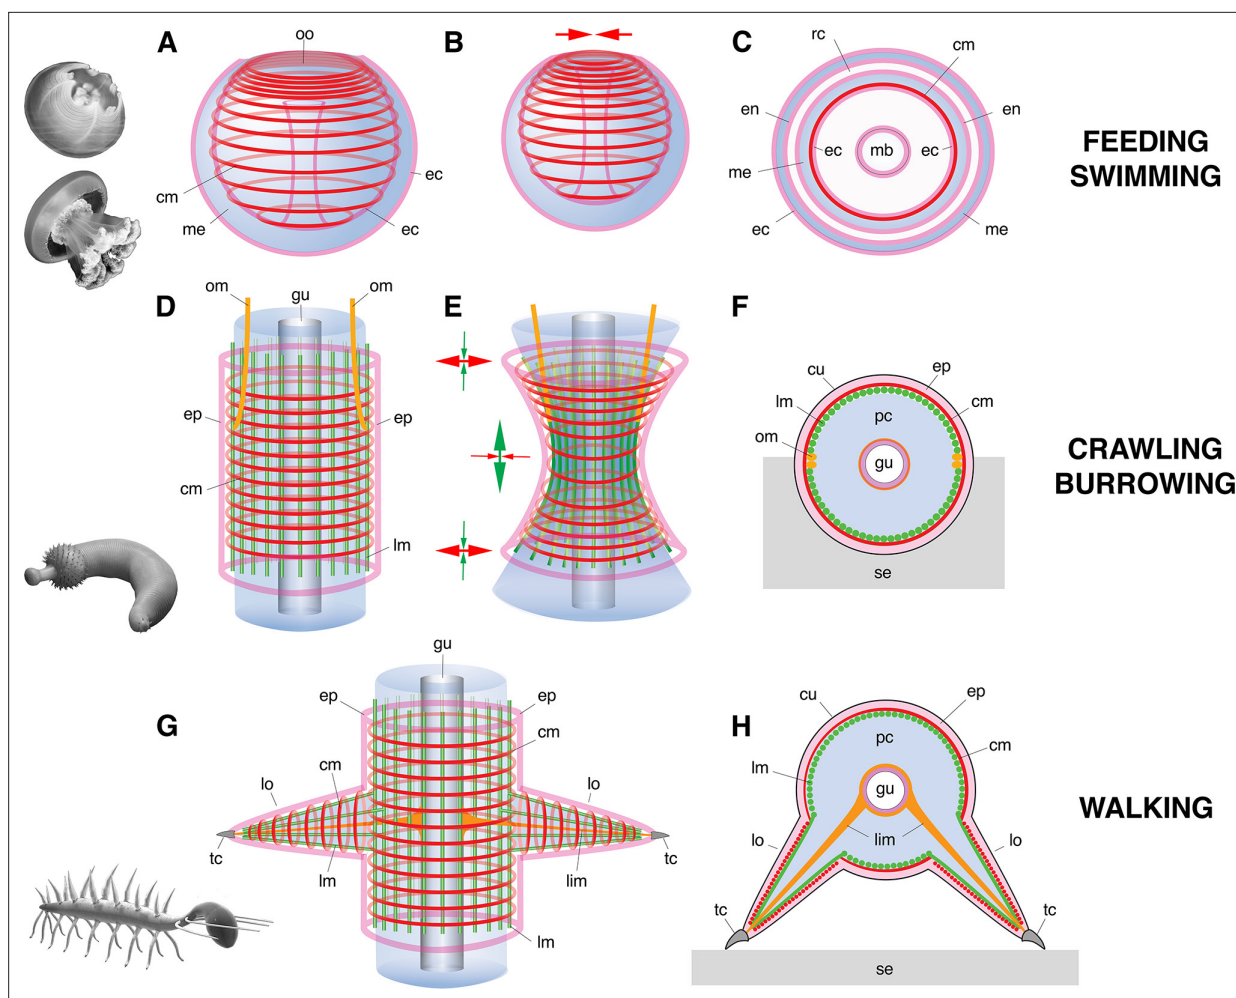 A
oo
cm
me
ec
ec
B
C
rc
cm
en
en
ec
mb
ec
me
ec
me
FEEDING
SWIMMING
D
om
gu
om
ep
ep
cm
lm
E
F
cu
ep
lm
cm
pc
om
gu
se
CRAWLING
BURROWING
G
gu
ep
ep
cm
cm
lo
lo
tc
tc
lm
lim
lm
H
cu
ep
pc
cm
lm
gu
lo
lim
lo
tc
tc
se
WALKING